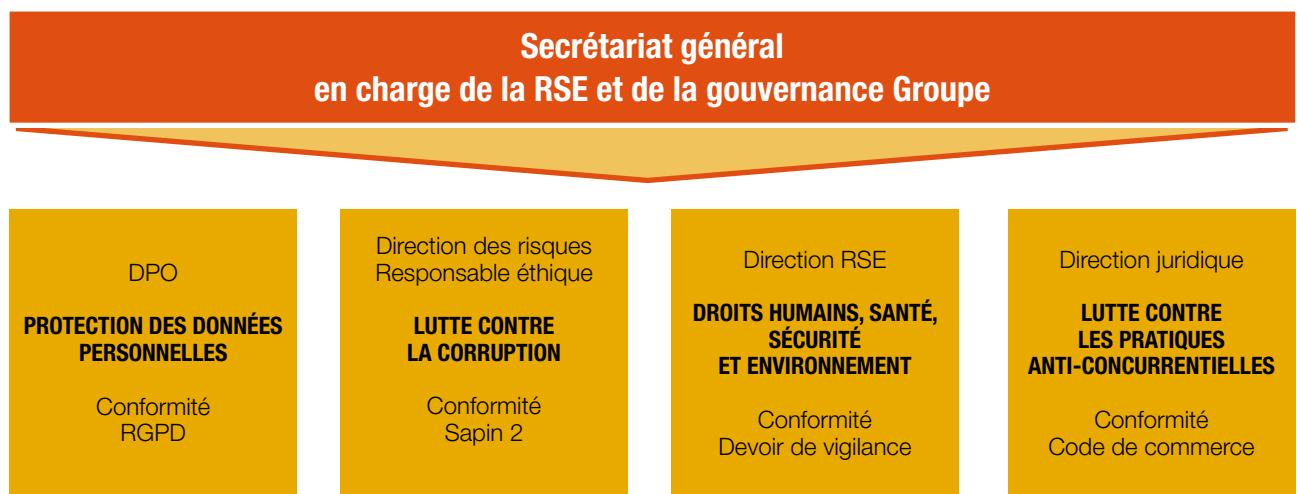 Secrétariat général
en charge de la RSE et de la gouvernance Groupe
DPO
PROTECTION DES DONNÉES
PERSONNELLES
Conformité
RGPD
Direction des risques
Responsable éthique
LUTTE CONTRE
LA CORRUPTION
Conformité
Sapin 2
Direction RSE
DROITS HUMAINS, SANTÉ,
SÉCURITÉ
ET ENVIRONNEMENT
Conformité
Devoir de vigilance
Direction juridique
LUTTE CONTRE
LES PRATIQUES
ANTI-CONCURRENTIELLES
Conformité
Code de commerce